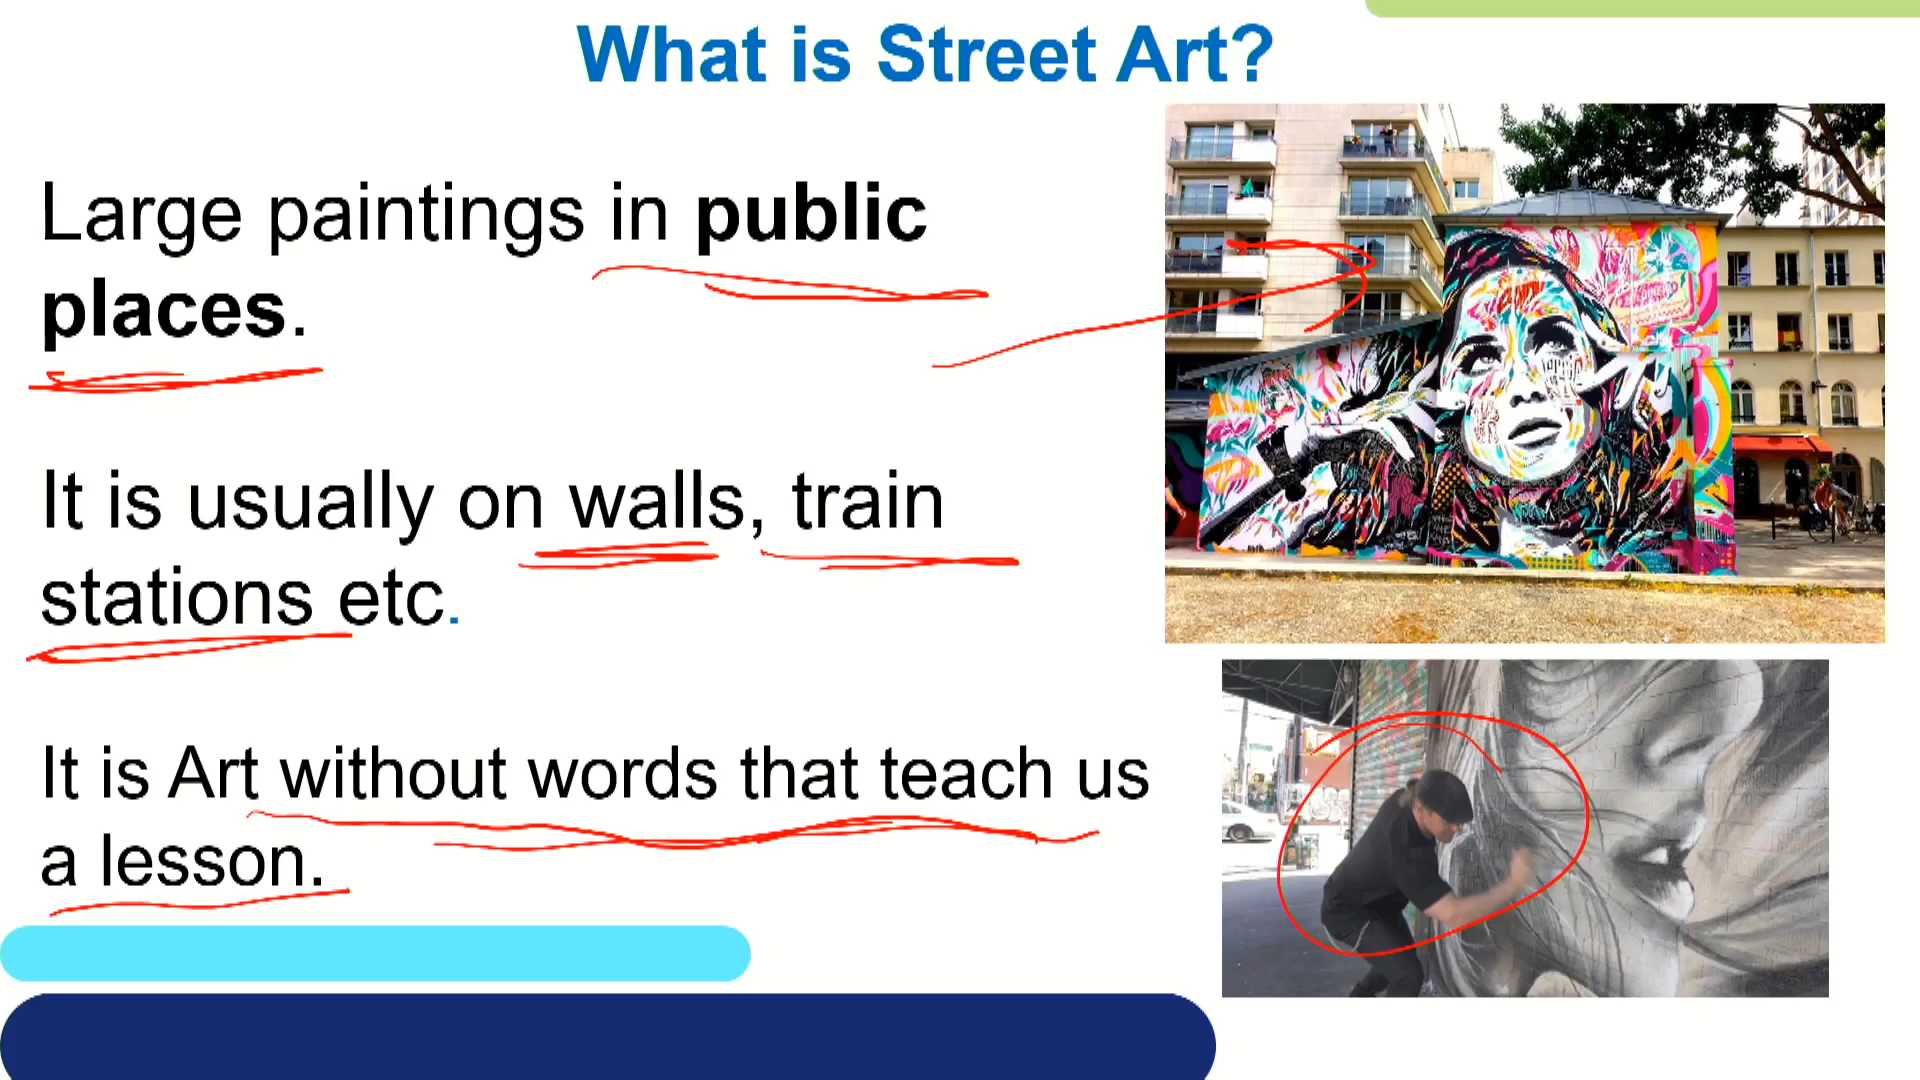 What is Street Art?
Large paintings in public
places.
It is usually on walls, train
stations etc.
It is Art without words that teach us
a lesson.